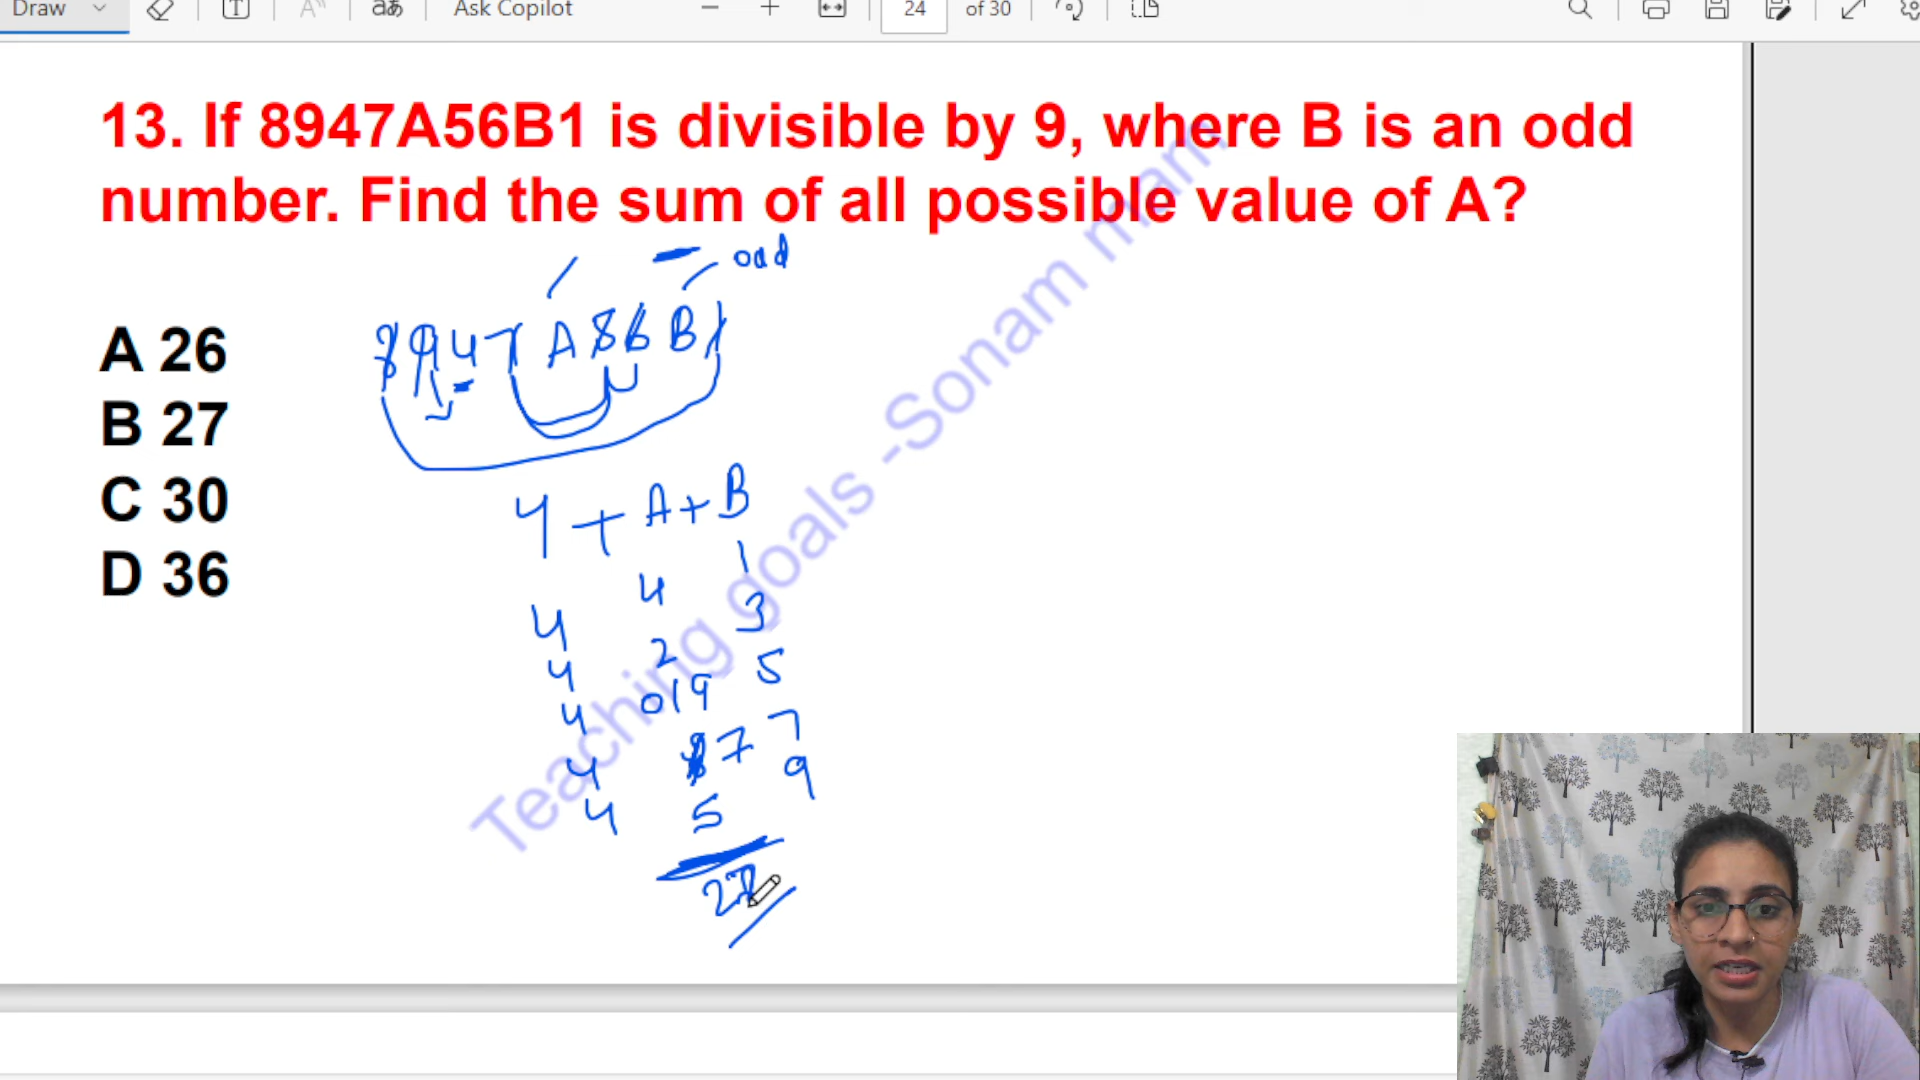 Draw
Ask Copilot
24 of 30
13. If 8947A56B1 is divisible by 9, where B is an odd
number. Find the sum of all possible value of A?
odd
A 26
B 27
C 30
D 36
8947A56B1
4 + A + B
1
4 4 3
4 2 5
4 0 1 9 7
4 7 9
4 5
27
Teaching goals -Sonam mam